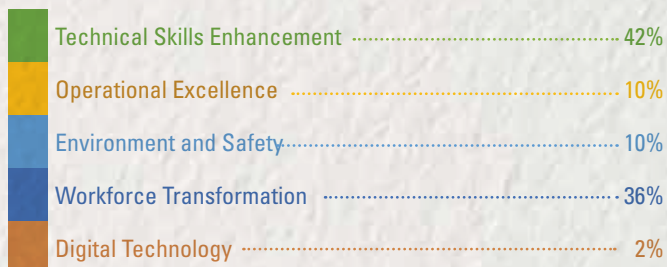 Technical Skills Enhancement 42%
Operational Excellence 10%
Environment and Safety 10%
Workforce Transformation 36%
Digital Technology 2%